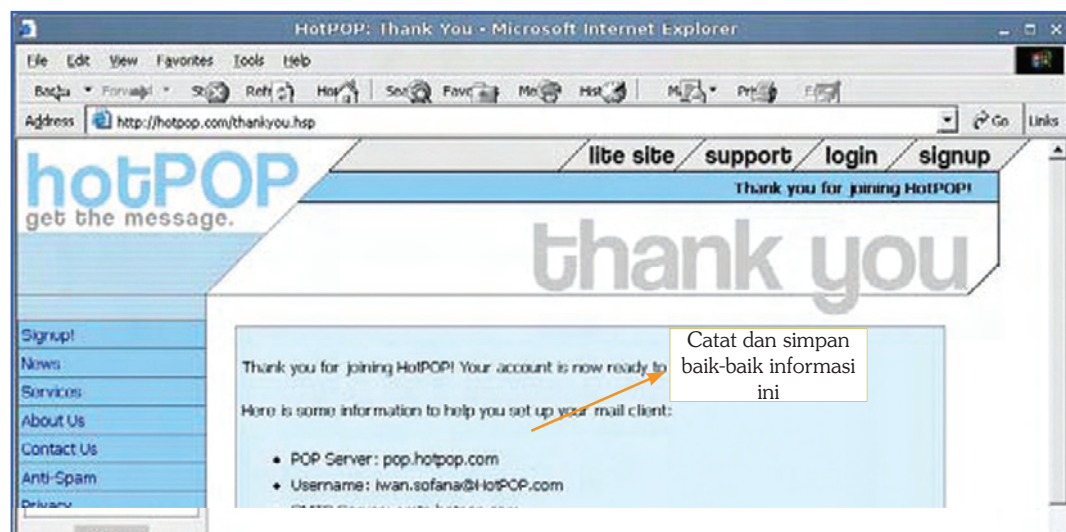 HotPOP: Thank You - Microsoft Internet Explorer
File Edit View Favorites Tools Help
Address http://hotpop.com/thankyou.hsp Go Links
hotPOP
get the message.
lite site support login signup
Thank you for joining HotPOP!
thank you
Signup!
News
Services
About Us
Contact Us
Anti-Spam
Privacy
Thank you for joining HotPOP! Your account is now ready to
Catat dan simpan
baik-baik informasi
ini
Here is some information to help you set up your mail client:
• POP Server: pop.hotpop.com
• Username: iwan.sofana@HotPOP.com